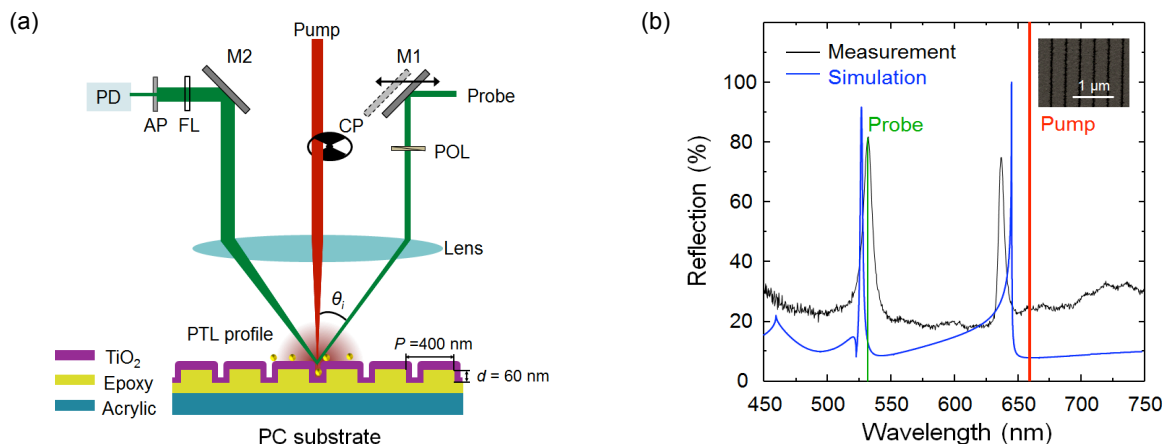 (a)
Pump
M2
M1
PD
Probe
AP
FL
CP
POL
Lens
θi
PTL profile
P =400 nm
TiO2
d = 60 nm
Epoxy
Acrylic
PC substrate
(b)
Measurement
Simulation
1 µm
Probe
Pump
Reflection (%)
100
80
60
40
20
0
450
500
550
600
650
700
750
Wavelength (nm)